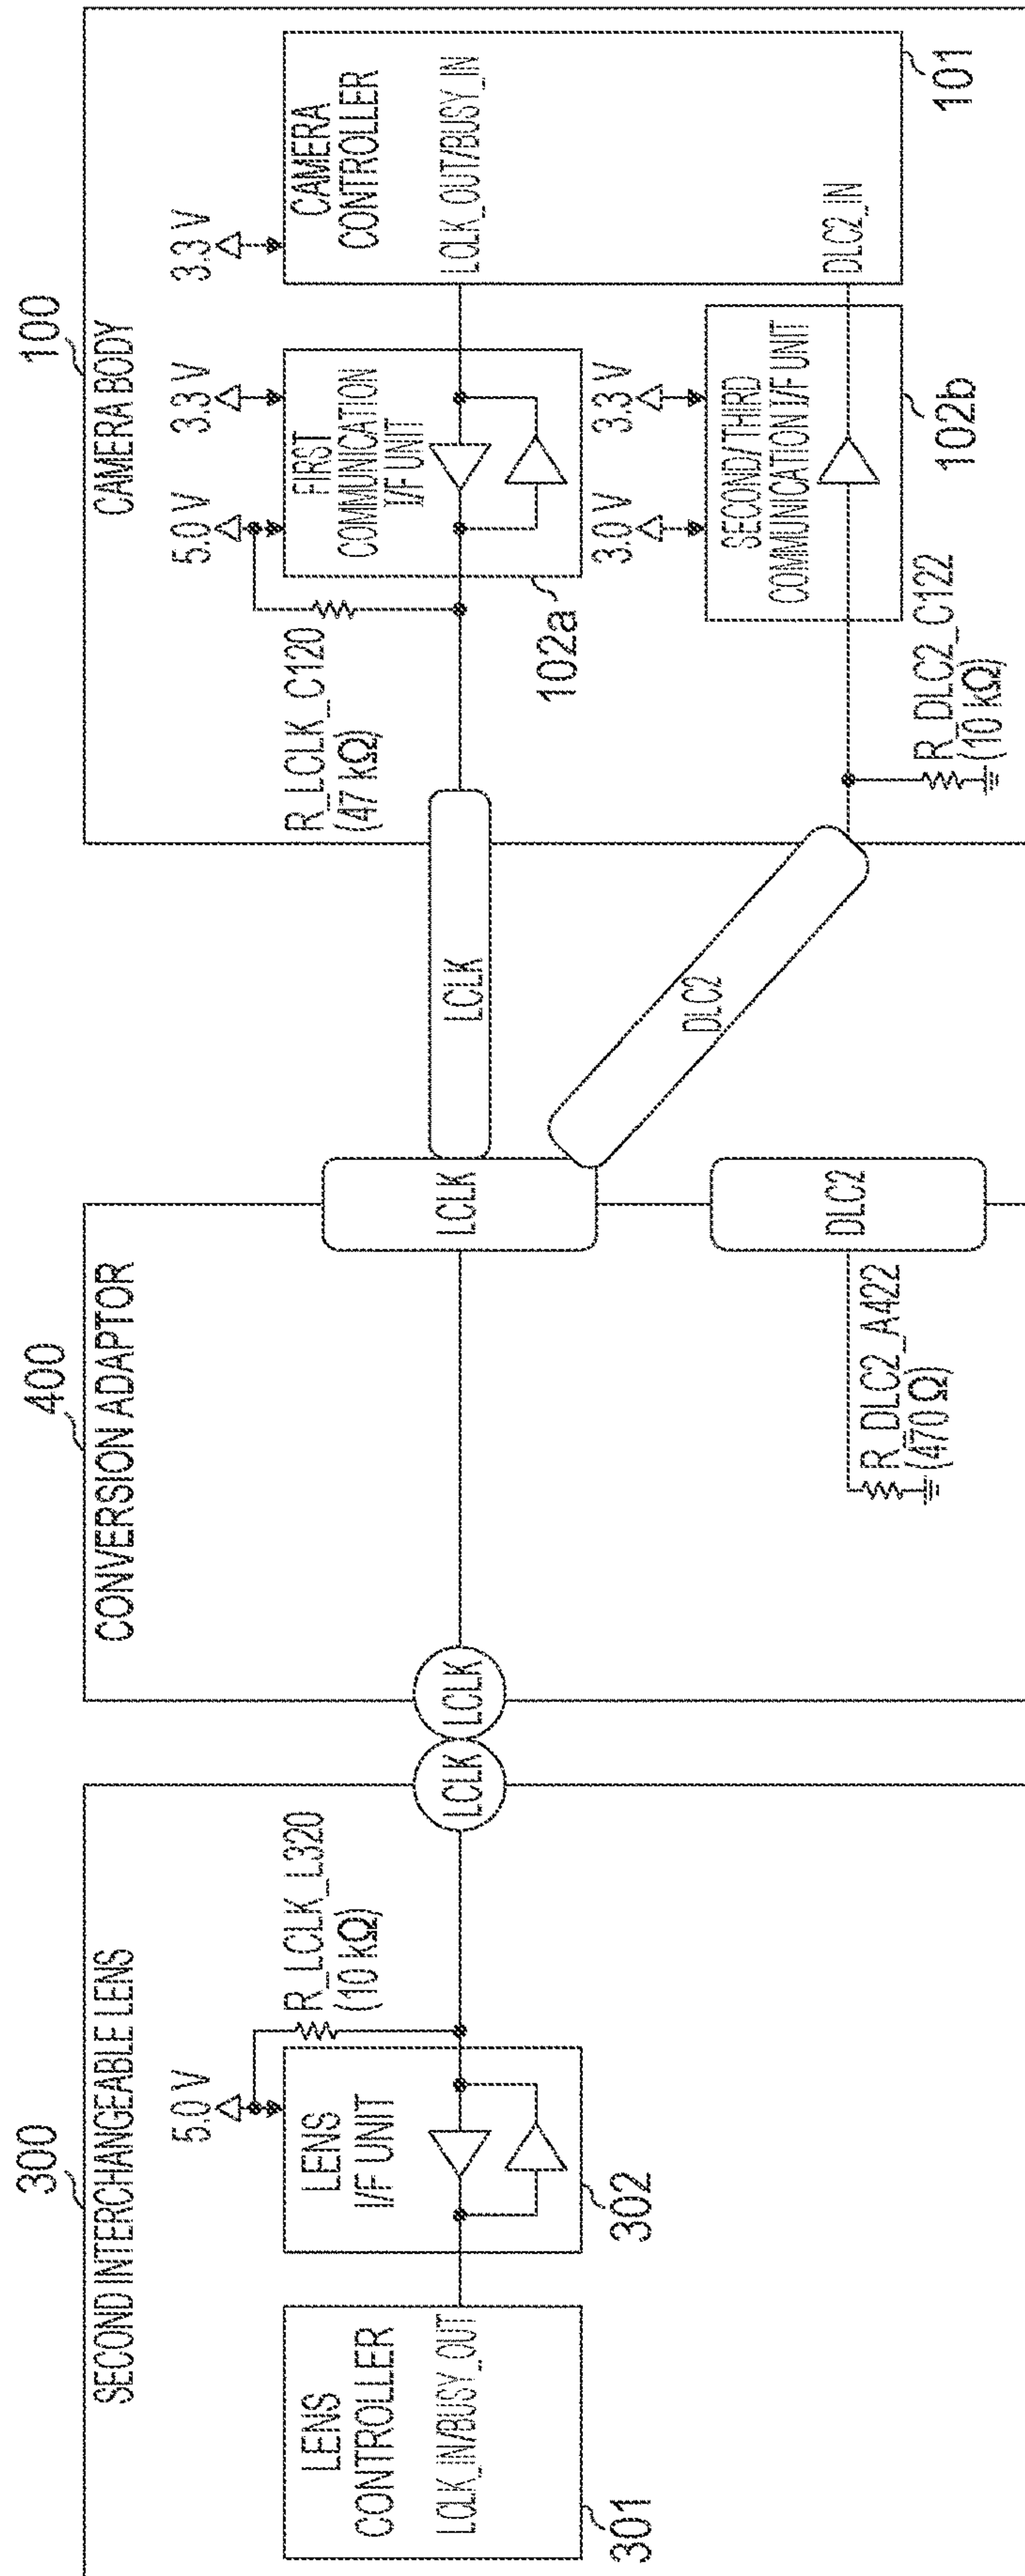 300
SECOND INTERCHANGEABLE LENS
5.0 V
R_LCLK_L320
(10 kΩ)
LENS
I/F UNIT
302
LENS
CONTROLLER
LCLK_IN/BUSY_OUT
301
LCLK
400
CONVERSION ADAPTOR
LCLK
LCLK
DLC2
R_DLC2_A422
(470 Ω)
LCLK
DLC2
100
CAMERA BODY
5.0 V
3.3 V
3.3 V
R_LCLK_C120
(47 kΩ)
FIRST
COMMUNICATION
I/F UNIT
102a
CAMERA
CONTROLLER
LCLK_OUT/BUSY_IN
DLC2_IN
101
3.0 V
3.3 V
SECOND/THIRD
COMMUNICATION I/F UNIT
102b
R_DLC2_C122
(10 kΩ)